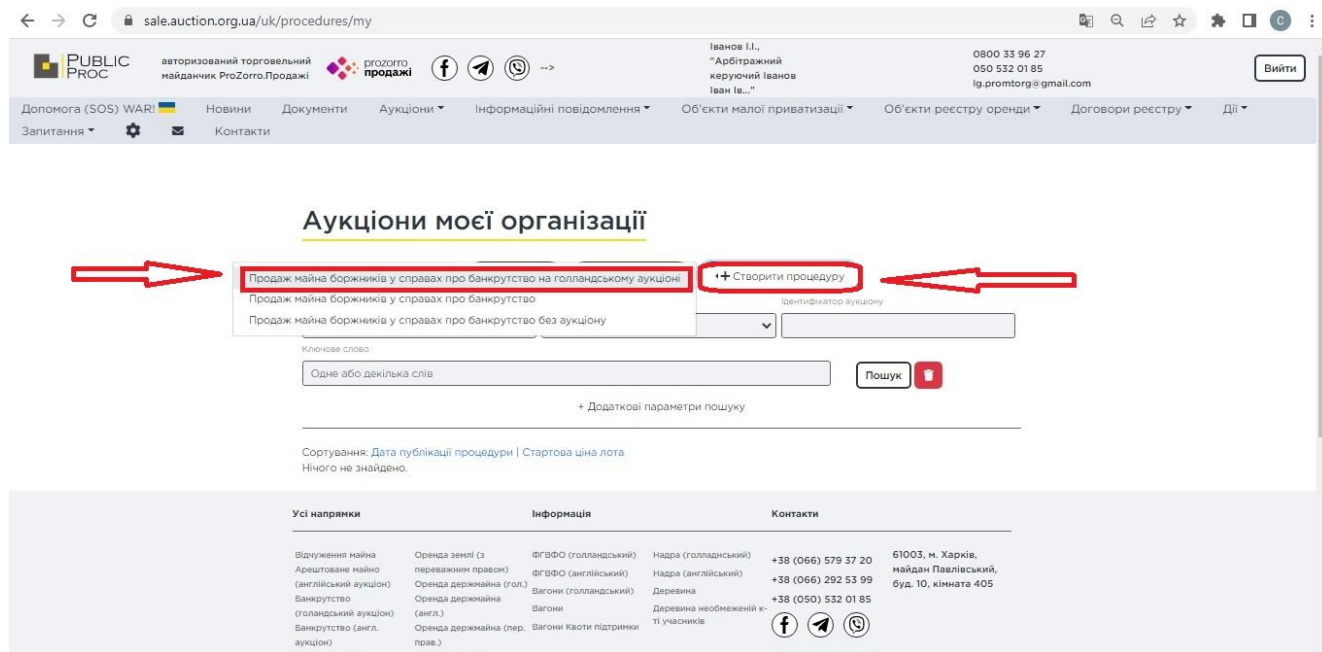 sale.auction.org.ua/uk/procedures/my
C
PUBLIC
PROC
авторизований торговельний
майданчик ProZorro.Продажі
prozorro
продажі
-->
Іванов І.І.,
"Арбітражний
керуючий Іванов
Іван Ів..."
0800 33 96 27
050 532 01 85
lg.promtorg@gmail.com
Вийти
Допомога (SOS) WAR!
Новини
Документи
Аукціони
Інформаційні повідомлення
Об'єкти малої приватизації
Об'єкти реєстру оренди
Договори реєстру
Дії
Запитання
Контакти
Аукціони моєї організації
Продаж майна боржників у справах про банкрутство на голландському аукціоні
Продаж майна боржників у справах про банкрутство
Продаж майна боржників у справах про банкрутство без аукціону
+ Створити процедуру
Ідентифікатор аукціону
Ключове слово
Одне або декілька слів
Пошук
+ Додаткові параметри пошуку
Сортування: Дата публікації процедури | Стартова ціна лота
Нічого не знайдено.
Усі напрямки
Відчуження майна
Арештоване майно
(англійський аукціон)
Банкрутство
(голандський аукціон)
Банкрутство (англ.
аукціон)
Оренда землі (з
переважним правом)
Оренда держмайна (гол.)
Оренда держмайна
(англ.)
Оренда держмайна (пер.
прав.)
Інформація
ФГВФО (голландський)
ФГВФО (англійський)
Вагони (голландський)
Вагони
Вагони Квоти підтримки
Надра (голладнський)
Надра (англійський)
Деревина
Деревина необмеженій к-
ті учасників
Контакти
+38 (066) 579 37 20
+38 (066) 292 53 99
+38 (050) 532 01 85
61003, м. Харків,
майдан Павлівський,
буд. 10, кімната 405